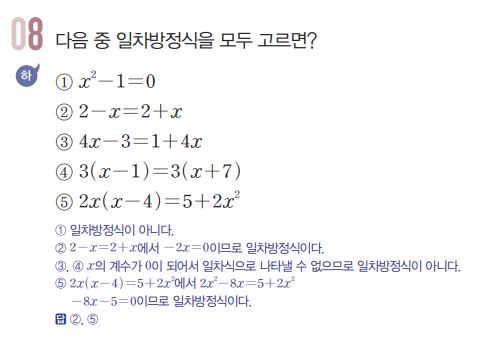 08 다음 중 일차방정식을 모두 고르면?
하
① x²－1＝0
② 2－x＝2＋x
③ 4x－3＝1＋4x
④ 3(x－1)＝3(x＋7)
⑤ 2x(x－4)＝5＋2x²
① 일차방정식이 아니다.
② 2－x＝2＋x에서 －2x＝0이므로 일차방정식이다.
③, ④ x의 계수가 0이 되어서 일차식으로 나타낼 수 없으므로 일차방정식이 아니다.
⑤ 2x(x－4)＝5＋2x²에서 2x²－8x＝5＋2x²
－8x－5＝0이므로 일차방정식이다.
답 ②, ⑤